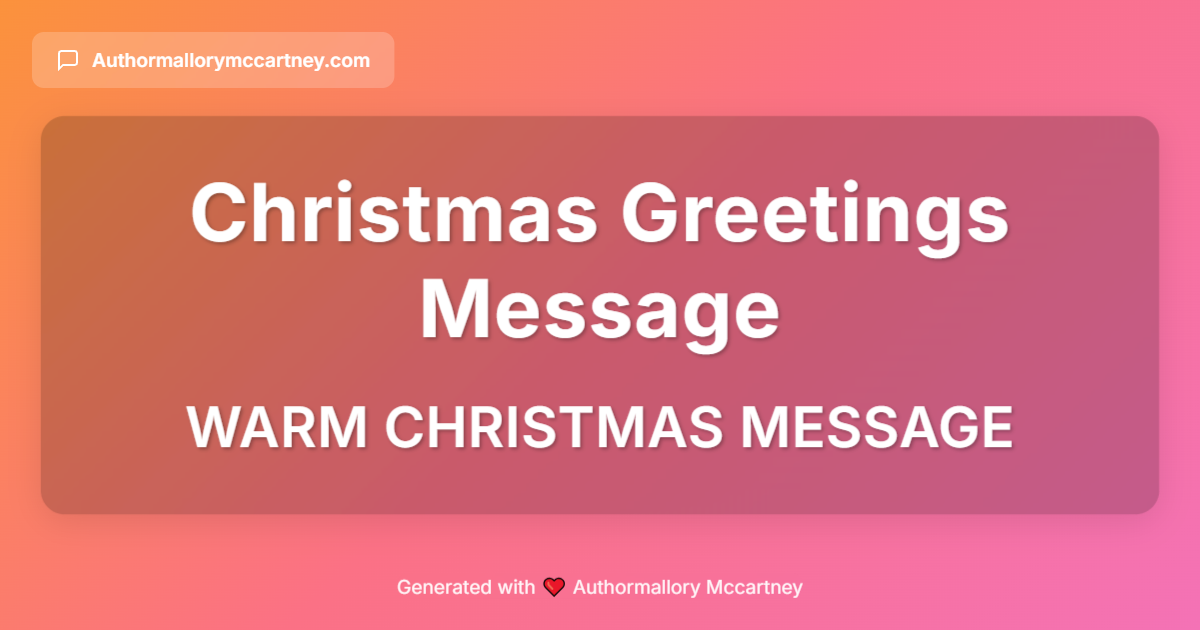 Authormallorymccartney.com
Christmas Greetings
Message
WARM CHRISTMAS MESSAGE
Generated with ❤️ Authormallory Mccartney